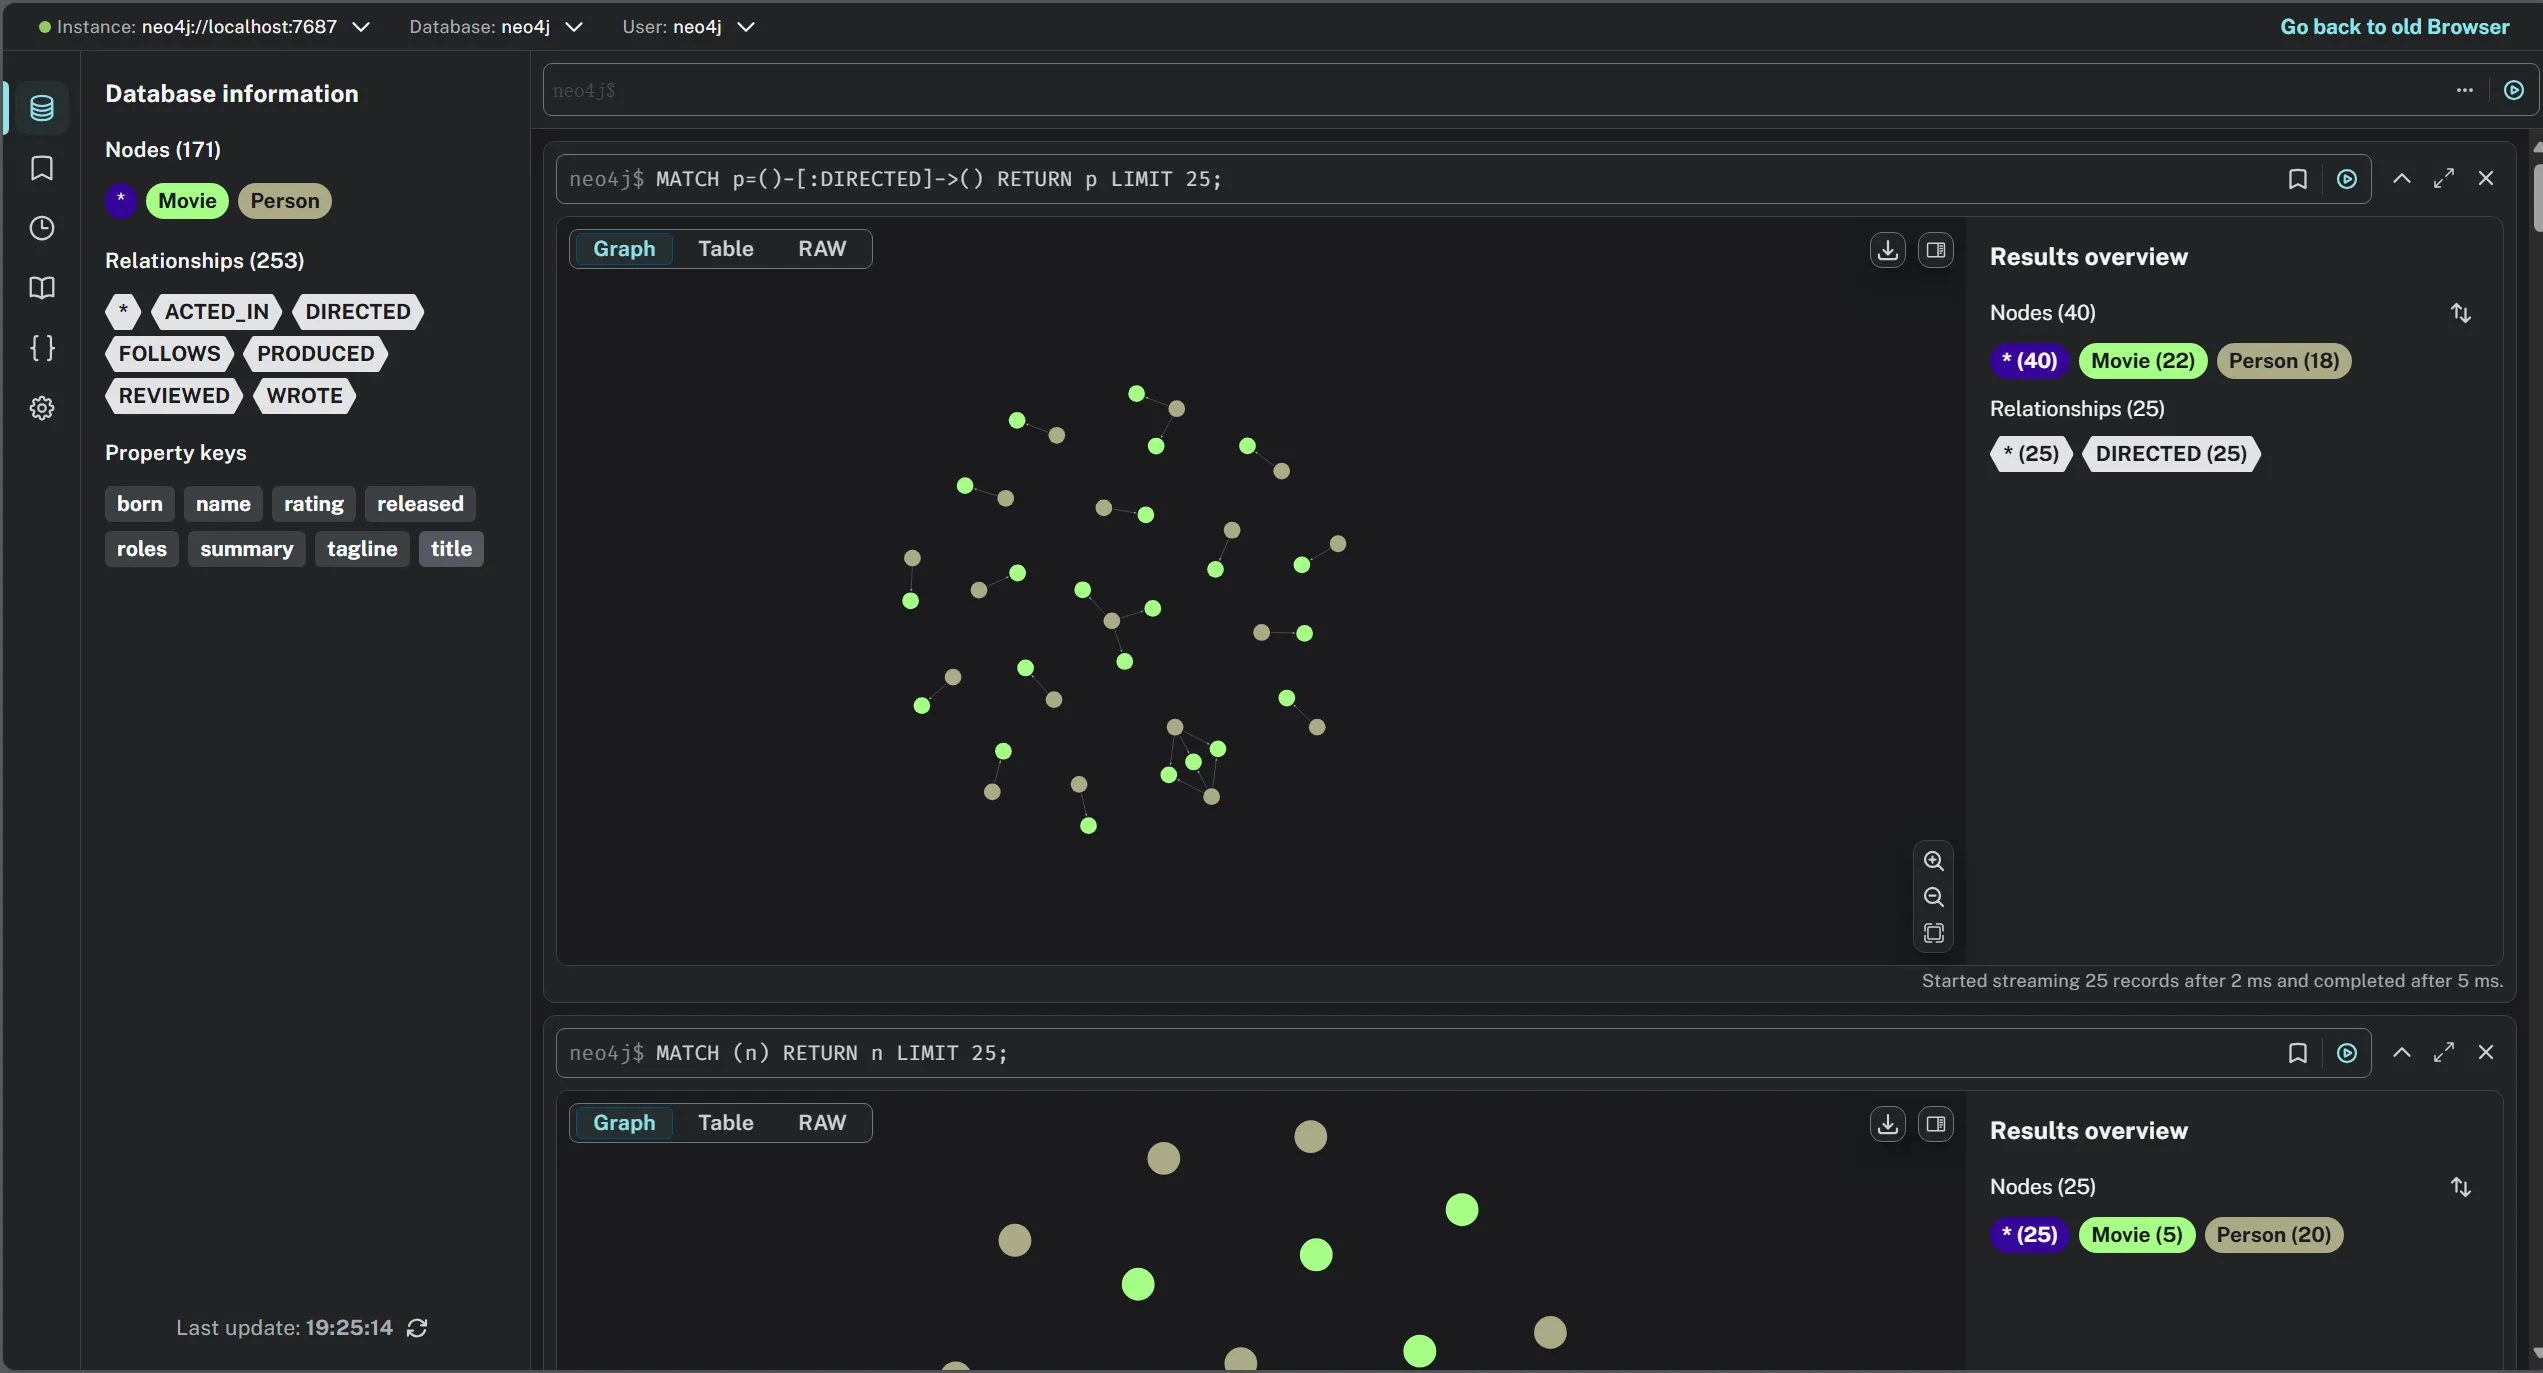 Instance: neo4j://localhost:7687 Database: neo4j User: neo4j Go back to old Browser
Database information
Nodes (171)
* Movie Person
Relationships (253)
* ACTED_IN DIRECTED
FOLLOWS PRODUCED
REVIEWED WROTE
Property keys
born name rating released
roles summary tagline title
Last update: 19:25:14
neo4j$
neo4j$ MATCH p=()-[:DIRECTED]->() RETURN p LIMIT 25;
Graph Table RAW
Results overview
Nodes (40)
* (40) Movie (22) Person (18)
Relationships (25)
* (25) DIRECTED (25)
Started streaming 25 records after 2 ms and completed after 5 ms.
neo4j$ MATCH (n) RETURN n LIMIT 25;
Graph Table RAW
Results overview
Nodes (25)
* (25) Movie (5) Person (20)